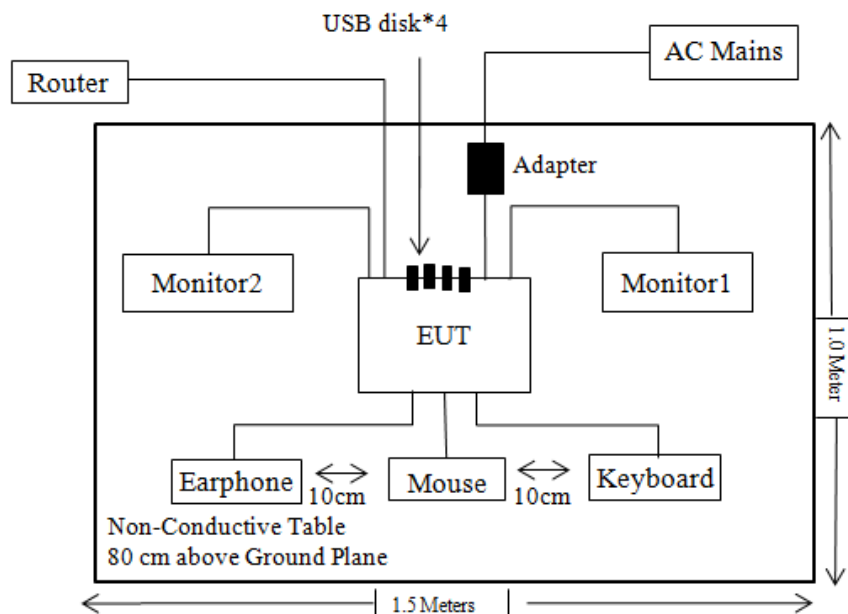 USB disk*4
AC Mains
Router
Adapter
Monitor2
Monitor1
EUT
1.0 Meter
Earphone
10cm
Mouse
10cm
Keyboard
Non-Conductive Table
80 cm above Ground Plane
1.5 Meters